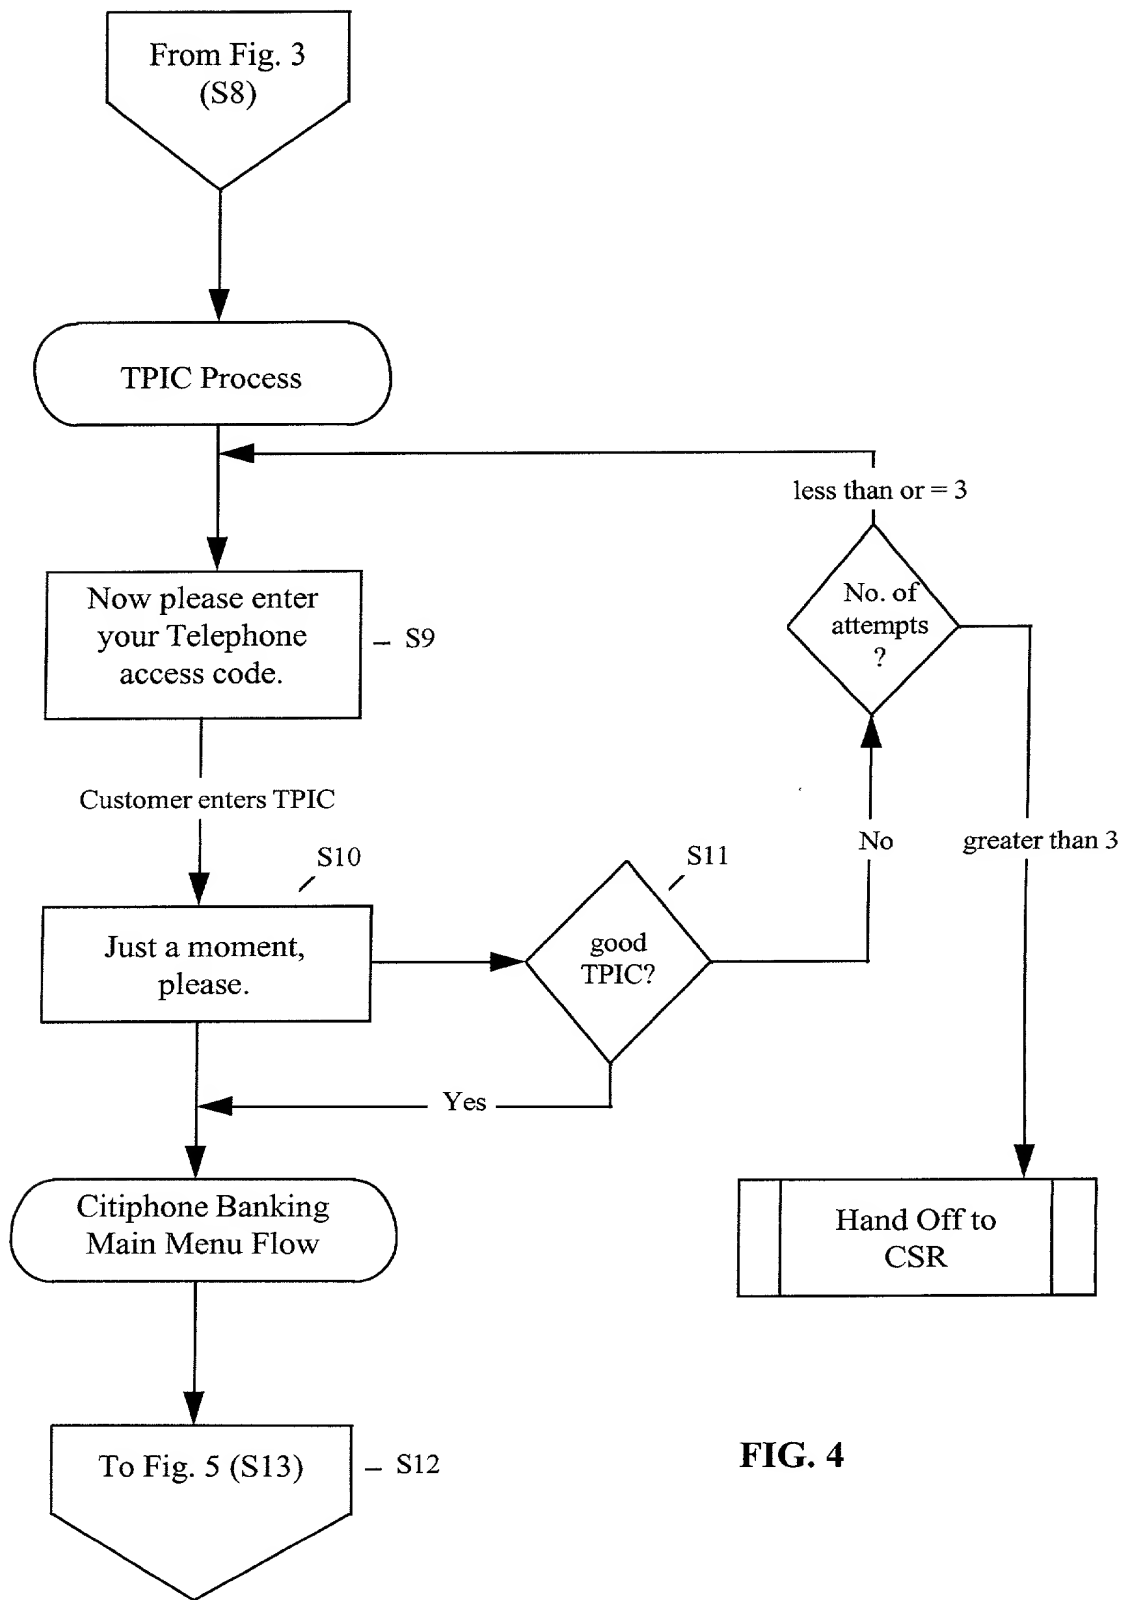 From Fig. 3
(S8)
TPIC Process
less than or = 3
No. of
attempts
?
Now please enter
your Telephone
access code.
S9
Customer enters TPIC
No
greater than 3
S10
S11
Just a moment,
please.
good
TPIC?
Yes
Citiphone Banking
Main Menu Flow
Hand Off to
CSR
To Fig. 5 (S13)
S12
FIG. 4